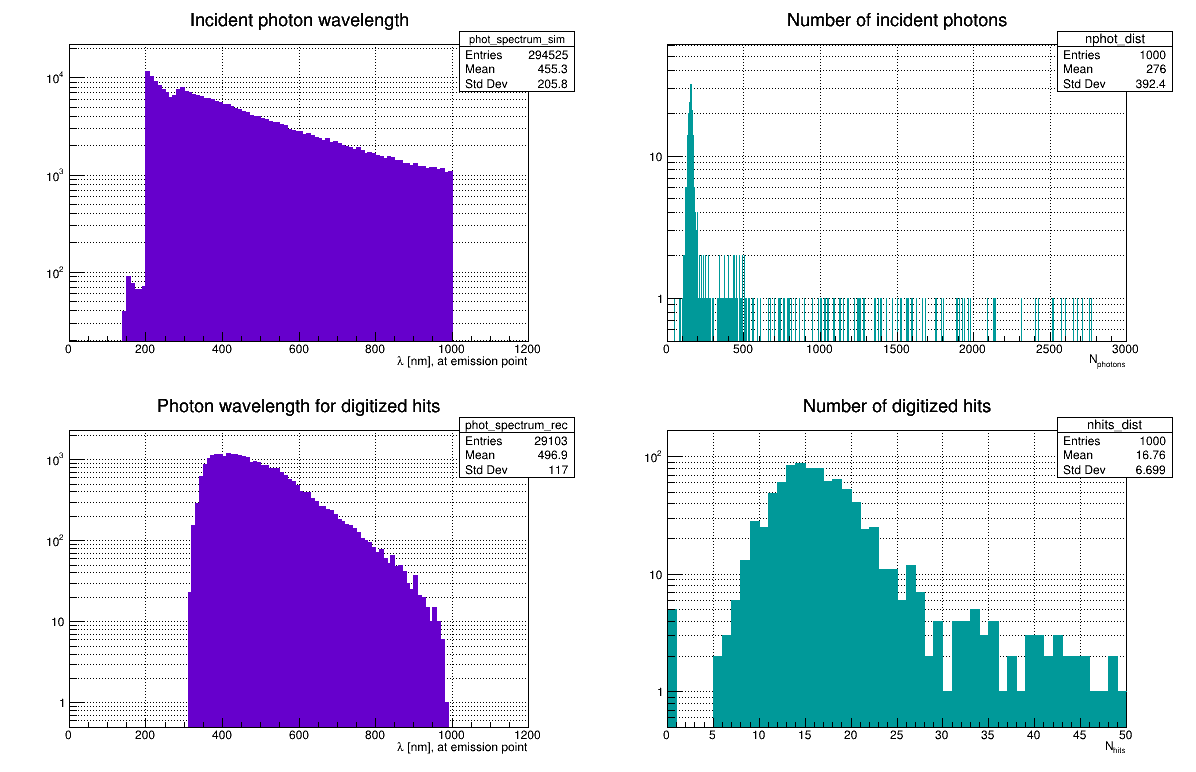 Incident photon wavelength
phot_spectrum_sim
Entries 294525
Mean 455.3
Std Dev 205.8
10^4
10^3
10^2
0 200 400 600 800 1000 1200
λ [nm], at emission point
Number of incident photons
nphot_dist
Entries 1000
Mean 276
Std Dev 392.4
10
1
0 500 1000 1500 2000 2500 3000
N_photons
Photon wavelength for digitized hits
phot_spectrum_rec
Entries 29103
Mean 496.9
Std Dev 117
10^3
10^2
10
1
0 200 400 600 800 1000 1200
λ [nm], at emission point
Number of digitized hits
nhits_dist
Entries 1000
Mean 16.76
Std Dev 6.699
10^2
10
1
0 5 10 15 20 25 30 35 40 45 50
N_hits